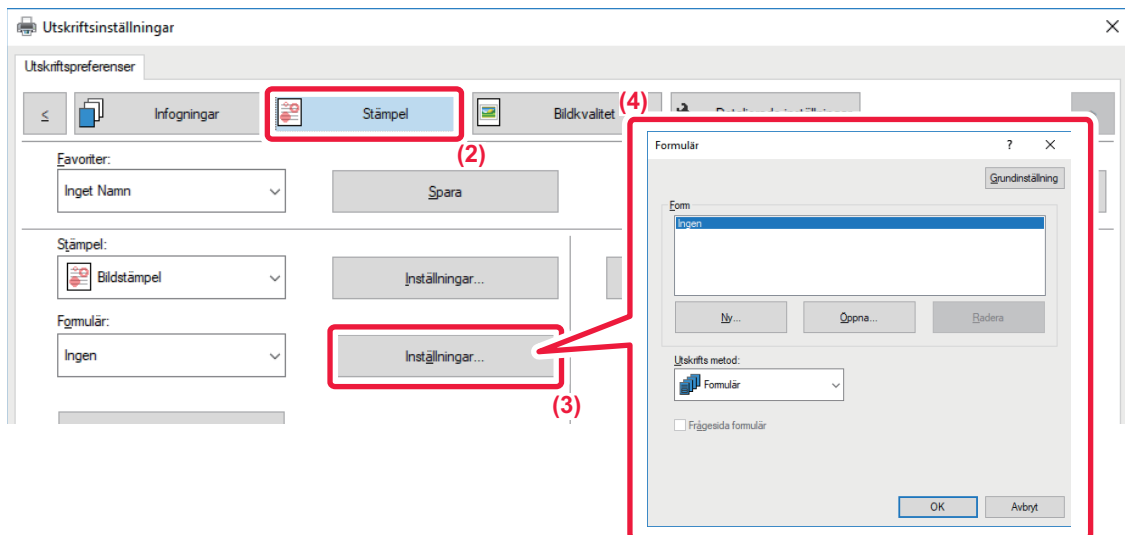 Utskriftsinställningar
Utskriftspreferenser
<
Infogningar
Stämpel
Bildkvalitet
(4)
(2)
Favoriter:
Inget Namn
Spara
Stämpel:
Bildstämpel
Inställningar...
Formulär:
Ingen
Inställningar...
(3)
Formulär
?
Grundinställning
Form
Ingen
Ny...
Öppna...
Radera
Utskrifts metod:
Formulär
Frågesida formulär
OK
Avbryt